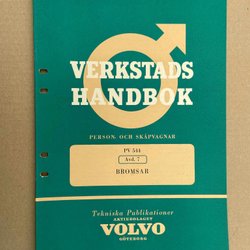 VERKSTADS
HANDBOK
PERSON- OCH SKÅPVAGNAR
PV 544
Avd. 7
BROMSAR
Tekniska Publikationer
AKTIEBOLAGET
VOLVO
GÖTEBORG